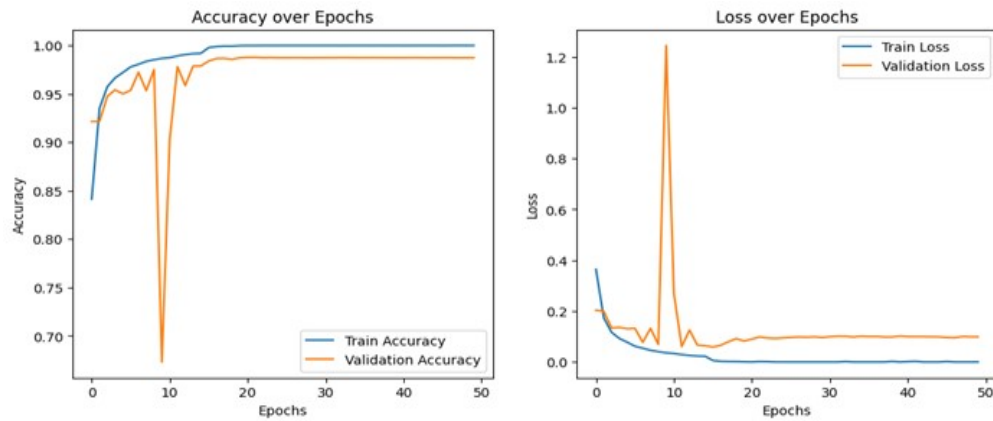 Accuracy over Epochs
1.00
0.95
0.90
0.85
0.80
0.75
0.70
Accuracy
Train Accuracy
Validation Accuracy
0 10 20 30 40 50
Epochs
Loss over Epochs
Train Loss
Validation Loss
1.2
1.0
0.8
0.6
0.4
0.2
0.0
Loss
0 10 20 30 40 50
Epochs